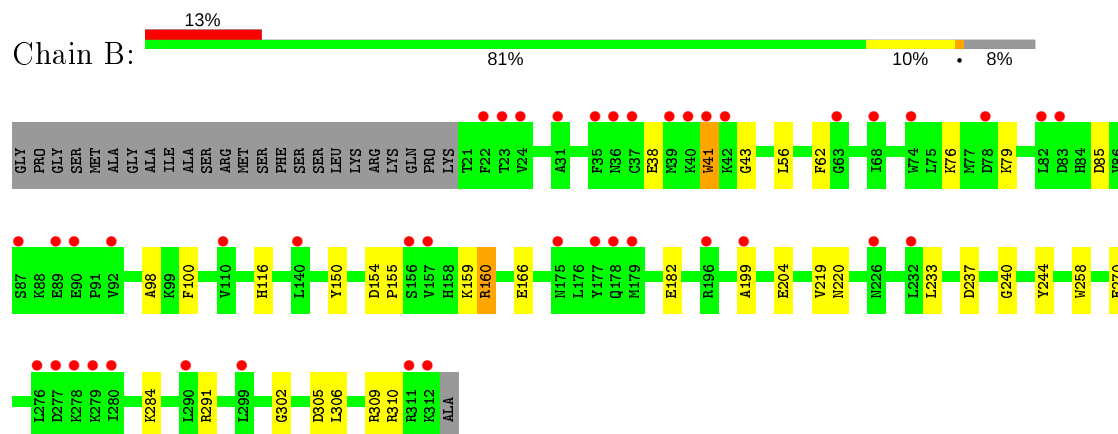 13%
Chain B:
81% 10% • 8%
GLY PRO GLY SER MET ALA GLY ALA ILE ALA SER ARG MET SER PHE SER SER LEU LYS ARG LYS GLN PRO LYS T21 F22 T23 V24 A31 F35 N36 C37 E38 M39 K40 W41 K42 G43 L56 F62 G63 I68 W74 L75 K76 M77 D78 K79 L82 D83 H84 D85 V86
S87 K88 E89 E90 P91 V92 A98 K99 F100 V110 H116 L140 Y150 D154 P155 S156 V157 H158 K159 R160 E166 N175 L176 Y177 Q178 M179 E182 R196 A199 E204 V219 N220 N226 L232 L233 D237 G240 Y244 W258
L276 D277 K278 K279 I280 K284 L290 R291 L299 G302 D305 L306 R309 R310 R311 K312 ALA